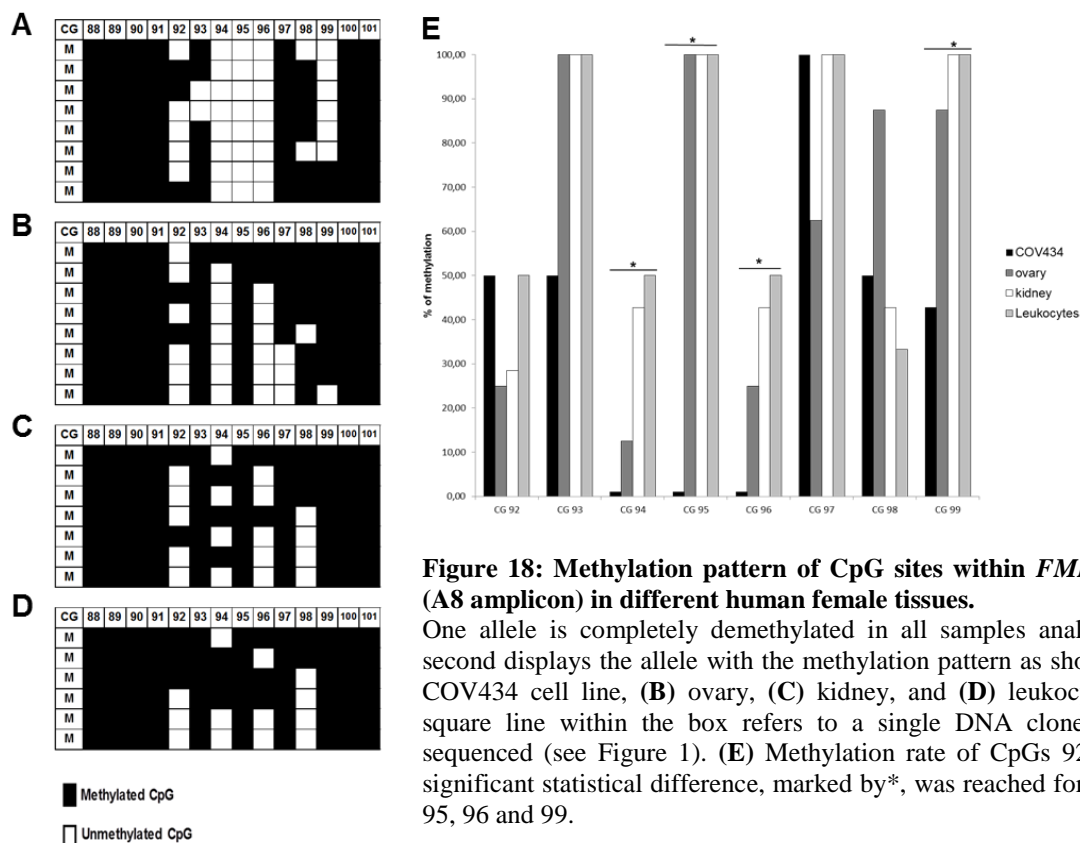 A
CG 88 89 90 91 92 93 94 95 96 97 98 99 100 101
M
M
M
M
M
M
M
M
B
CG 88 89 90 91 92 93 94 95 96 97 98 99 100 101
M
M
M
M
M
M
M
M
C
CG 88 89 90 91 92 93 94 95 96 97 98 99 100 101
M
M
M
M
M
M
M
D
CG 88 89 90 91 92 93 94 95 96 97 98 99 100 101
M
M
M
M
M
M
Methylated CpG
Unmethylated CpG
E
% of methylation
100,00
90,00
80,00
70,00
60,00
50,00
40,00
30,00
20,00
10,00
0,00
* * * *
CG 92 CG 93 CG 94 CG 95 CG 96 CG 97 CG 98 CG 99
COV434
ovary
kidney
Leukocytes
Figure 18: Methylation pattern of CpG sites within
(A8 amplicon) in different human female tissues.
One allele is completely demethylated in all samples
second displays the allele with the methylation pattern as
COV434 cell line, (B) ovary, (C) kidney, and (D)
square line within the box refers to a single DNA clone
sequenced (see Figure 1). (E) Methylation rate of CpGs 92
significant statistical difference, marked by*, was reached for
95, 96 and 99.